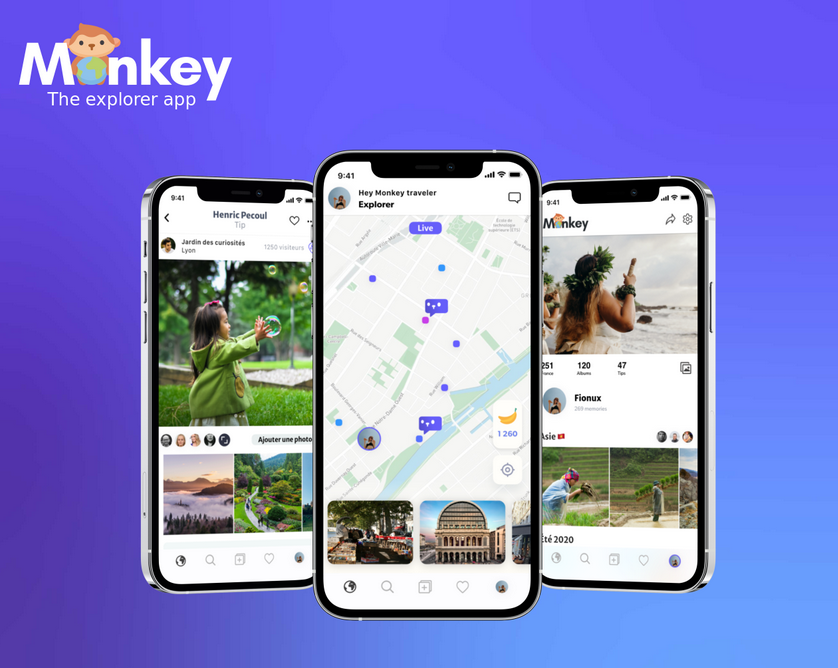 Monkey
The explorer app
9:41
Henric Pecoul
Tip
Jardin des curiosités
Lyon
1250 visiteurs
Ajouter une photo
9:41
Hey Monkey traveler
Explorer
Live
1 260
9:41
Monkey
251
120
47
Albums
Tips
Fionux
269 memories
Asie
Été 2020